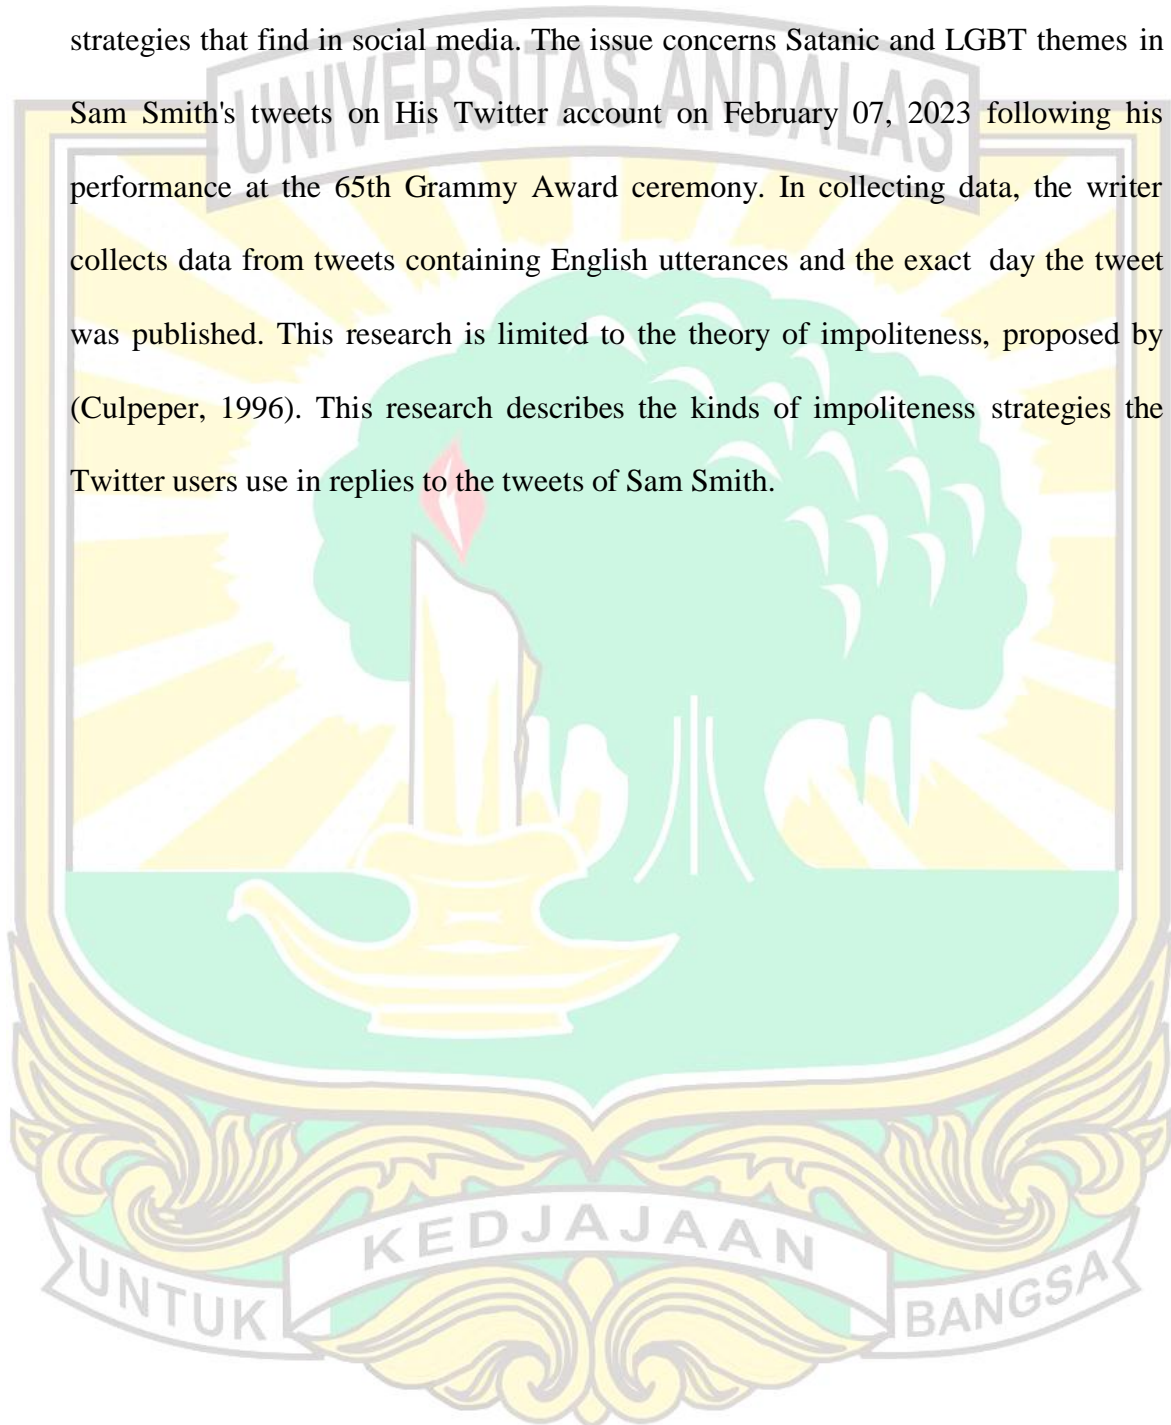 strategies that find in social media. The issue concerns Satanic and LGBT themes in
UNIVERSITAS ANDALAS
Sam Smith's tweets on His Twitter account on February 07, 2023 following his
performance at the 65th Grammy Award ceremony. In collecting data, the writer
collects data from tweets containing English utterances and the exact day the tweet
was published. This research is limited to the theory of impoliteness, proposed by
(Culpeper, 1996). This research describes the kinds of impoliteness strategies the
Twitter users use in replies to the tweets of Sam Smith.
UNTUK KEDJAJAAN BANGSA